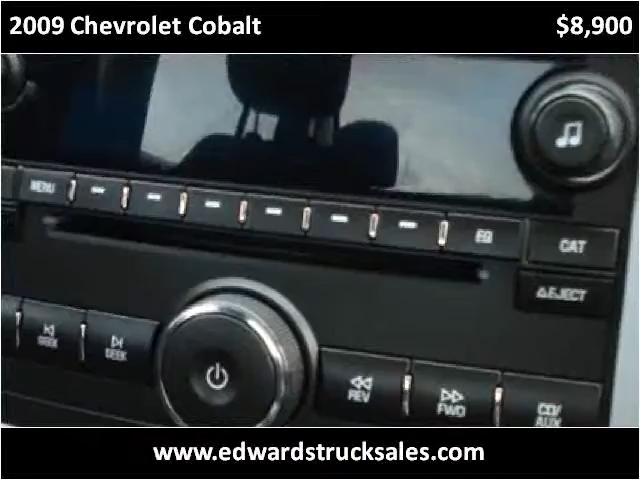 2009 Chevrolet Cobalt $8,900
MENU EQ CAT
EJECT
SEEK SEEK
REV FWD CD/
AUX
www.edwardstrucksales.com